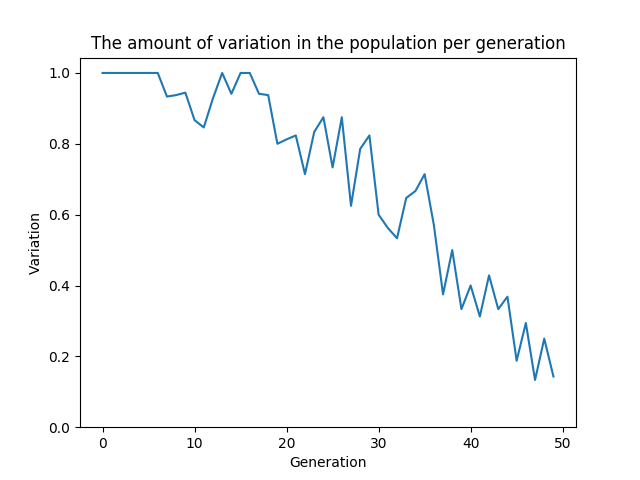 The amount of variation in the population per generation
1.0
0.8
0.6
0.4
0.2
0.0
Variation
0 10 20 30 40 50
Generation